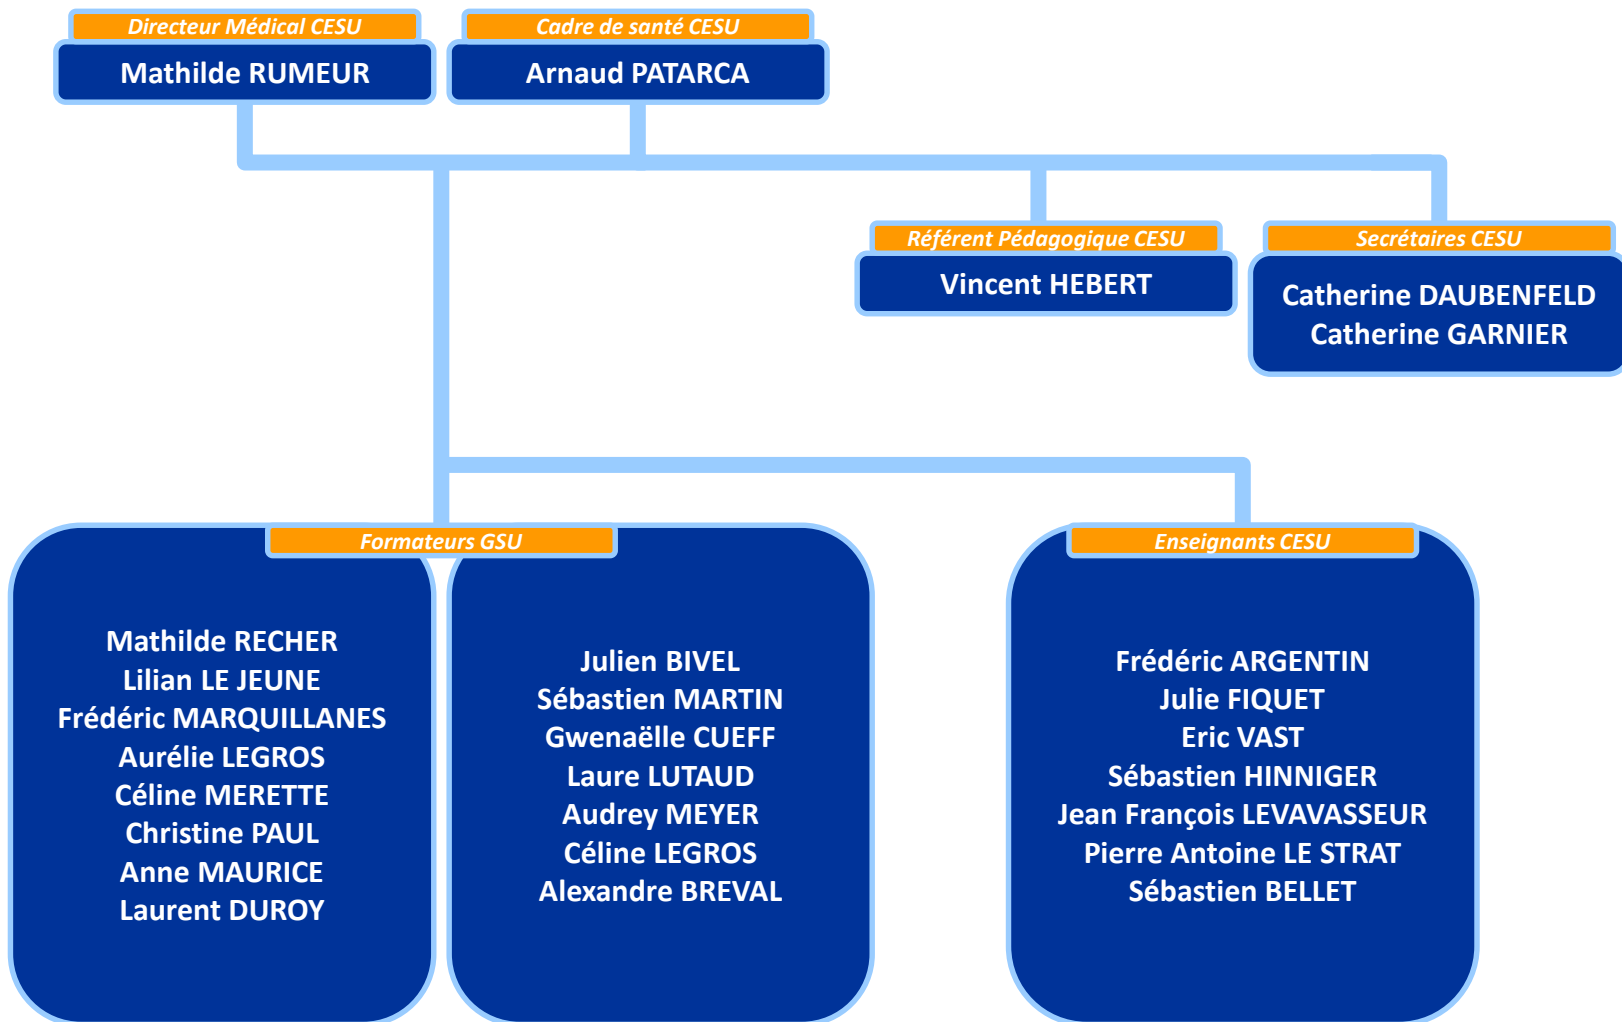 Directeur Médical CESU
Mathilde RUMEUR
Cadre de santé CESU
Arnaud PATARCA
Référent Pédagogique CESU
Vincent HEBERT
Secrétaires CESU
Catherine DAUBENFELD
Catherine GARNIER
Formateurs GSU
Mathilde RECHER
Lilian LE JEUNE
Frédéric MARQUILLANES
Aurélie LEGROS
Céline MERETTE
Christine PAUL
Anne MAURICE
Laurent DUROY
Julien BIVEL
Sébastien MARTIN
Gwenaëlle CUEFF
Laure LUTAUD
Audrey MEYER
Céline LEGROS
Alexandre BREVAL
Enseignants CESU
Frédéric ARGENTIN
Julie FIQUET
Eric VAST
Sébastien HINNIGER
Jean François LEVAVASSEUR
Pierre Antoine LE STRAT
Sébastien BELLET